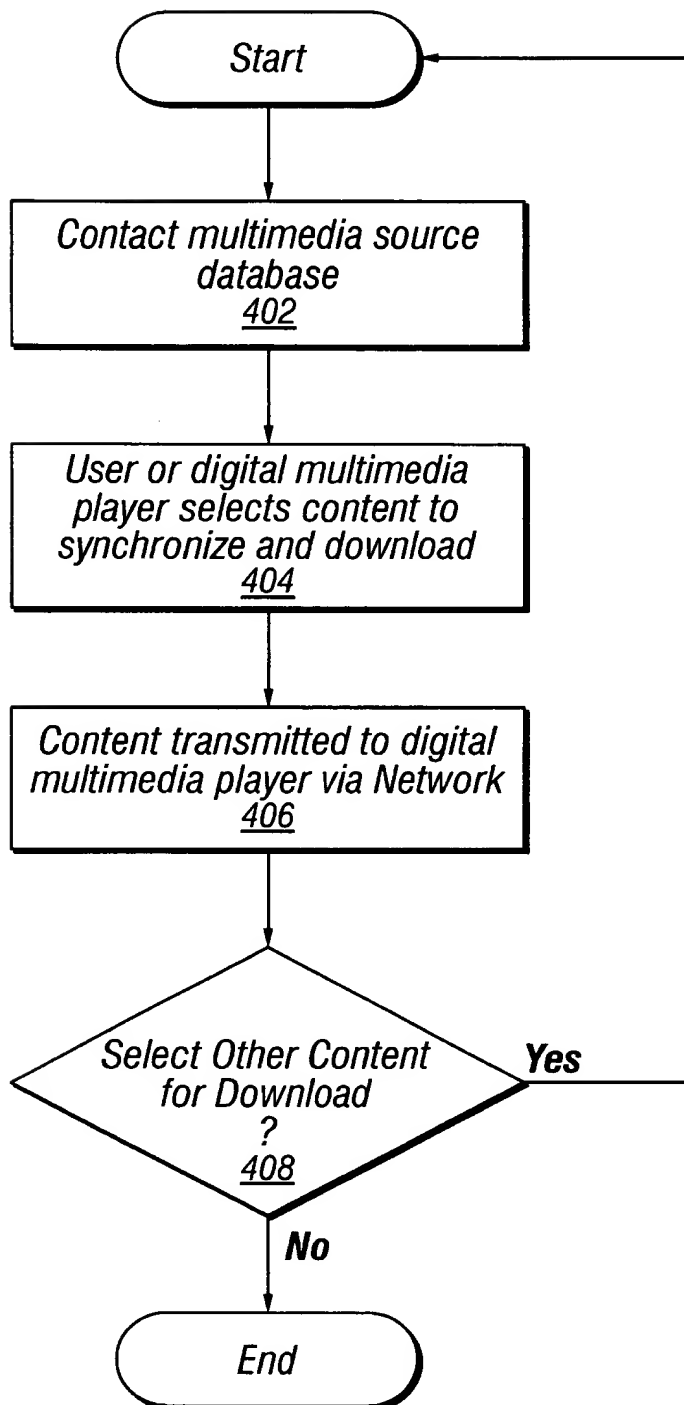 Start
Contact multimedia source
database
402
User or digital multimedia
player selects content to
synchronize and download
404
Content transmitted to digital
multimedia player via Network
406
Select Other Content
for Download
?
408
Yes
No
End